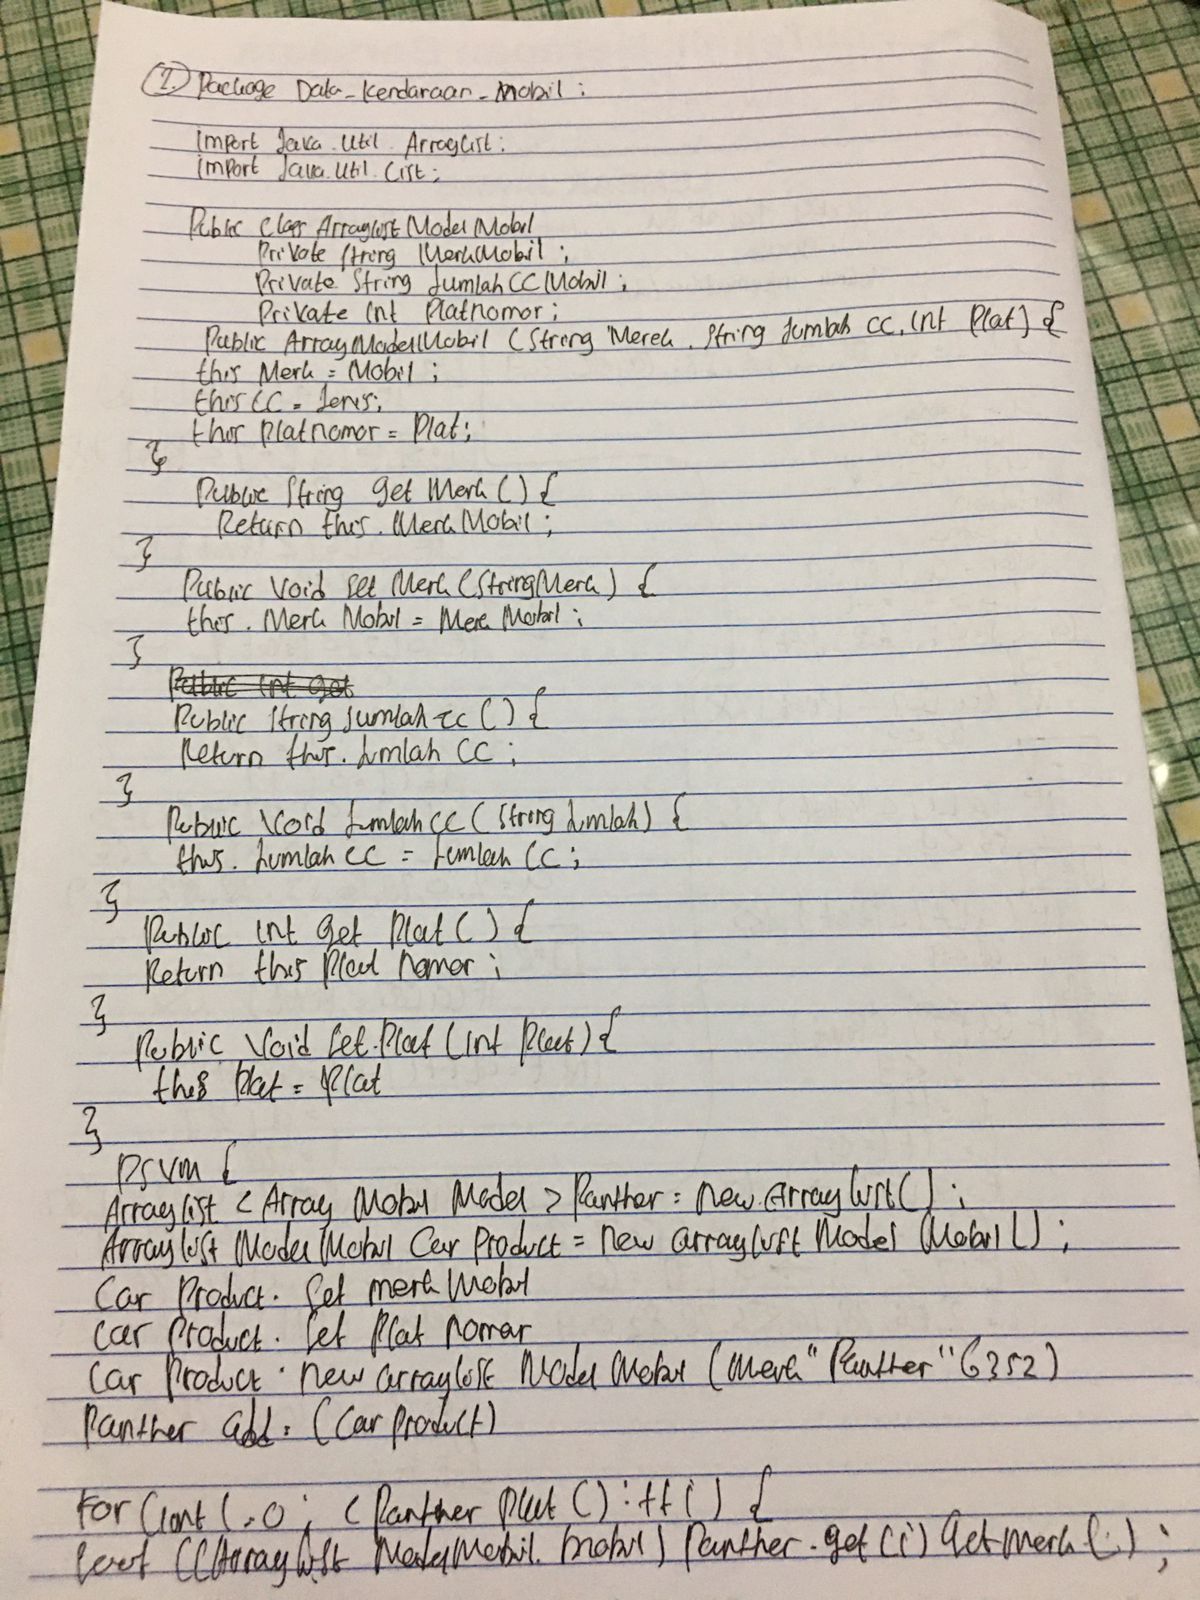 1. Package Data_Kendaraan_Mobil;
import Java.Util.ArrayList;
import Java.Util.List;
Public Class ArrayList Model Mobil
Private String MerkMobil;
Private String Jumlah CC Mobil;
Private Int Platnomor;
Public ArrayModelMobil (String Merek, String Jumlah CC, Int Plat) {
this Merk = Mobil;
this CC = Jenis;
this Platnomor = Plat;
}
Public String get Merk () {
Return this. Merk Mobil;
}
Public Void Set Merk (String Merk) {
this. Merk Mobil = Merk Mobil;
}
Public String Jumlah CC () {
Return this. Jumlah CC;
}
Public Void Jumlah CC (String Jumlah) {
this. Jumlah CC = Jumlah CC;
}
Public int get Plat () {
Return this Plat nomor;
}
Public Void Set.Plat (int Plat) {
this Plat = Plat
}
PSVM {
Arraylist < Array Mobil Model > Panther = new.Arraylist();
Arraylist Model Mobil Car Product = new arraylist Model Mobil();
Car Product. Set merk Mobil
Car Product. Set Plat nomor
Car Product. new arraylist Model Mobil (Merk "Panther" 6352)
Panther add. (Car Product)
For (int i = 0; < Panther Plat (): ++i) {
((Arraylist ModelMobil. mobil) Panther.get(i) GetMerk();